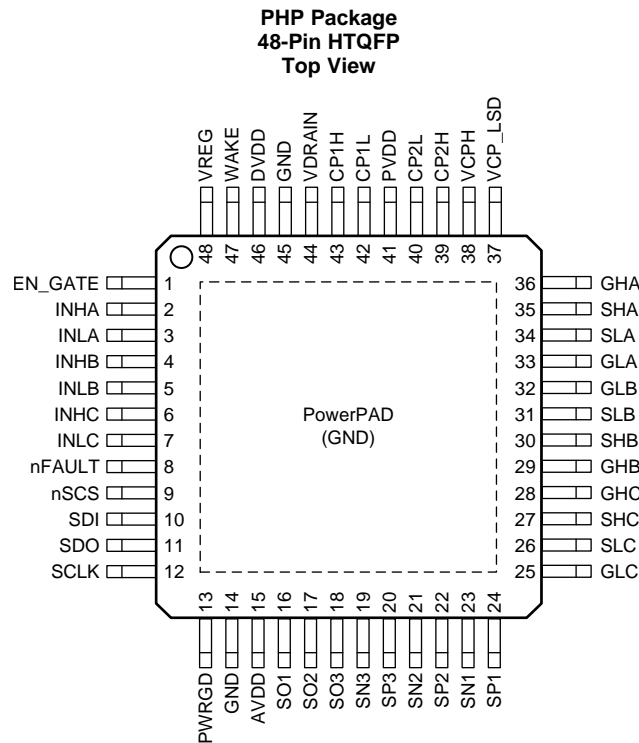 PHP Package
48-Pin HTQFP
Top View
VREG
WAKE
DVDD
GND
VDRAIN
CP1H
CP1L
PVDD
CP2L
CP2H
VCPH
VCP_LSD
48
47
46
45
44
43
42
41
40
39
38
37
EN_GATE 1
INHA 2
INLA 3
INHB 4
INLB 5
INHC 6
INLC 7
nFAULT 8
nSCS 9
SDI 10
SDO 11
SCLK 12
PowerPAD
(GND)
36 GHA
35 SHA
34 SLA
33 GLA
32 GLB
31 SLB
30 SHB
29 GHB
28 GHC
27 SHC
26 SLC
25 GLC
13
14
15
16
17
18
19
20
21
22
23
24
PWRGD
GND
AVDD
SO1
SO2
SO3
SN3
SP3
SN2
SP2
SN1
SP1